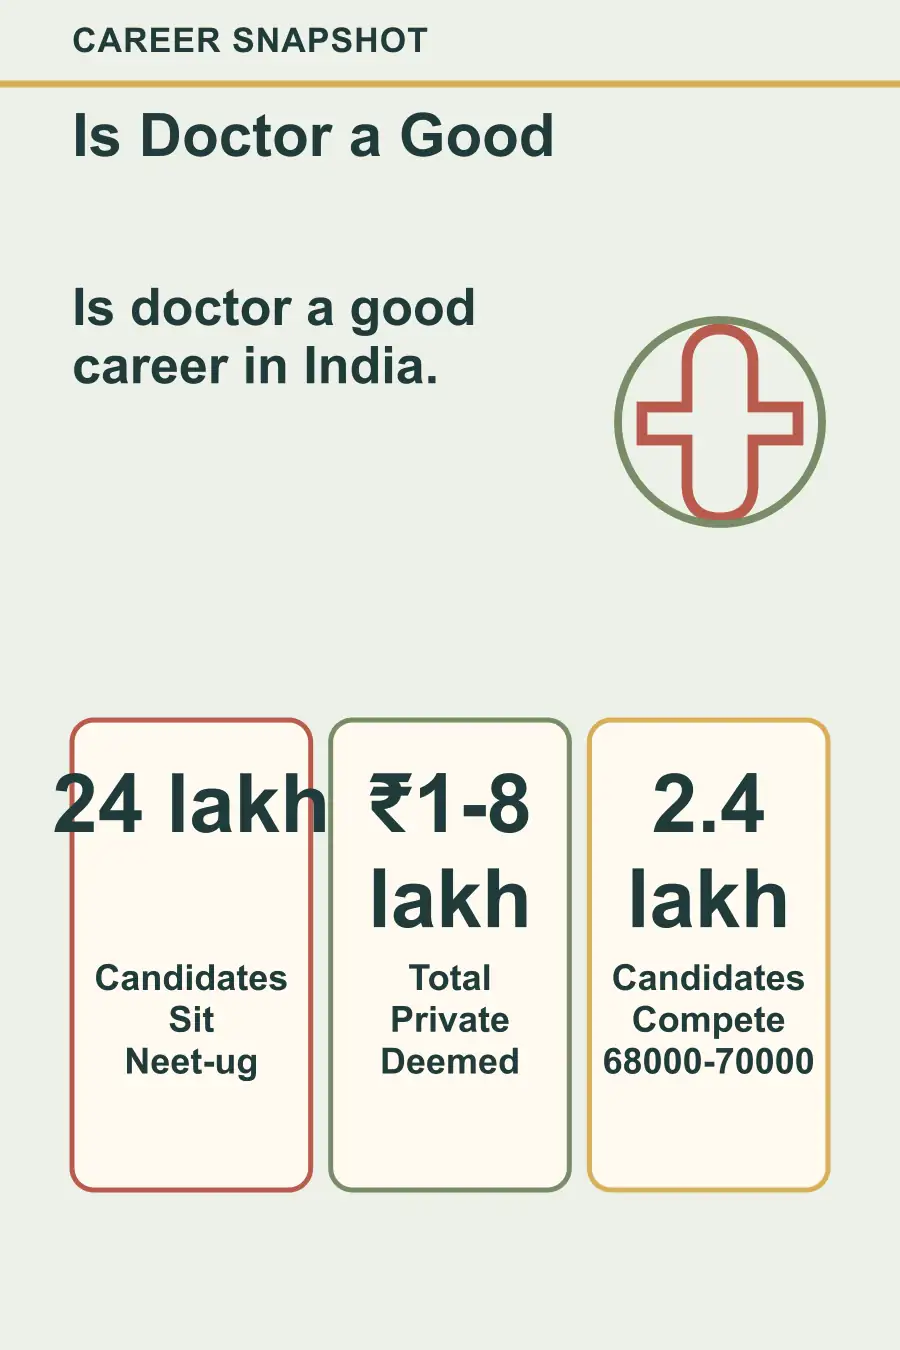 CAREER SNAPSHOT
Is Doctor a Good
Is doctor a good
career in India.
24 lakh
Candidates
Sit
Neet-ug
₹1-8
lakh
Total
Private
Deemed
2.4
lakh
Candidates
Compete
68000-70000